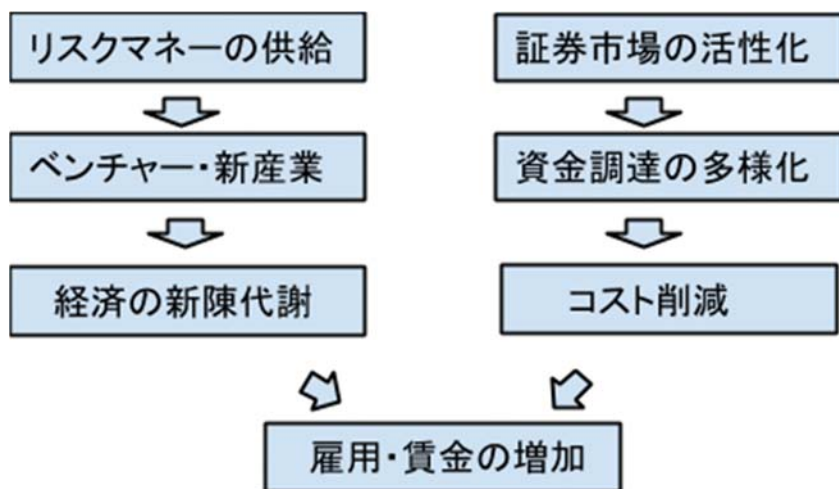 リスクマネーの供給
証券市場の活性化
ベンチャー・新産業
資金調達の多様化
経済の新陳代謝
コスト削減
雇用・賃金の増加